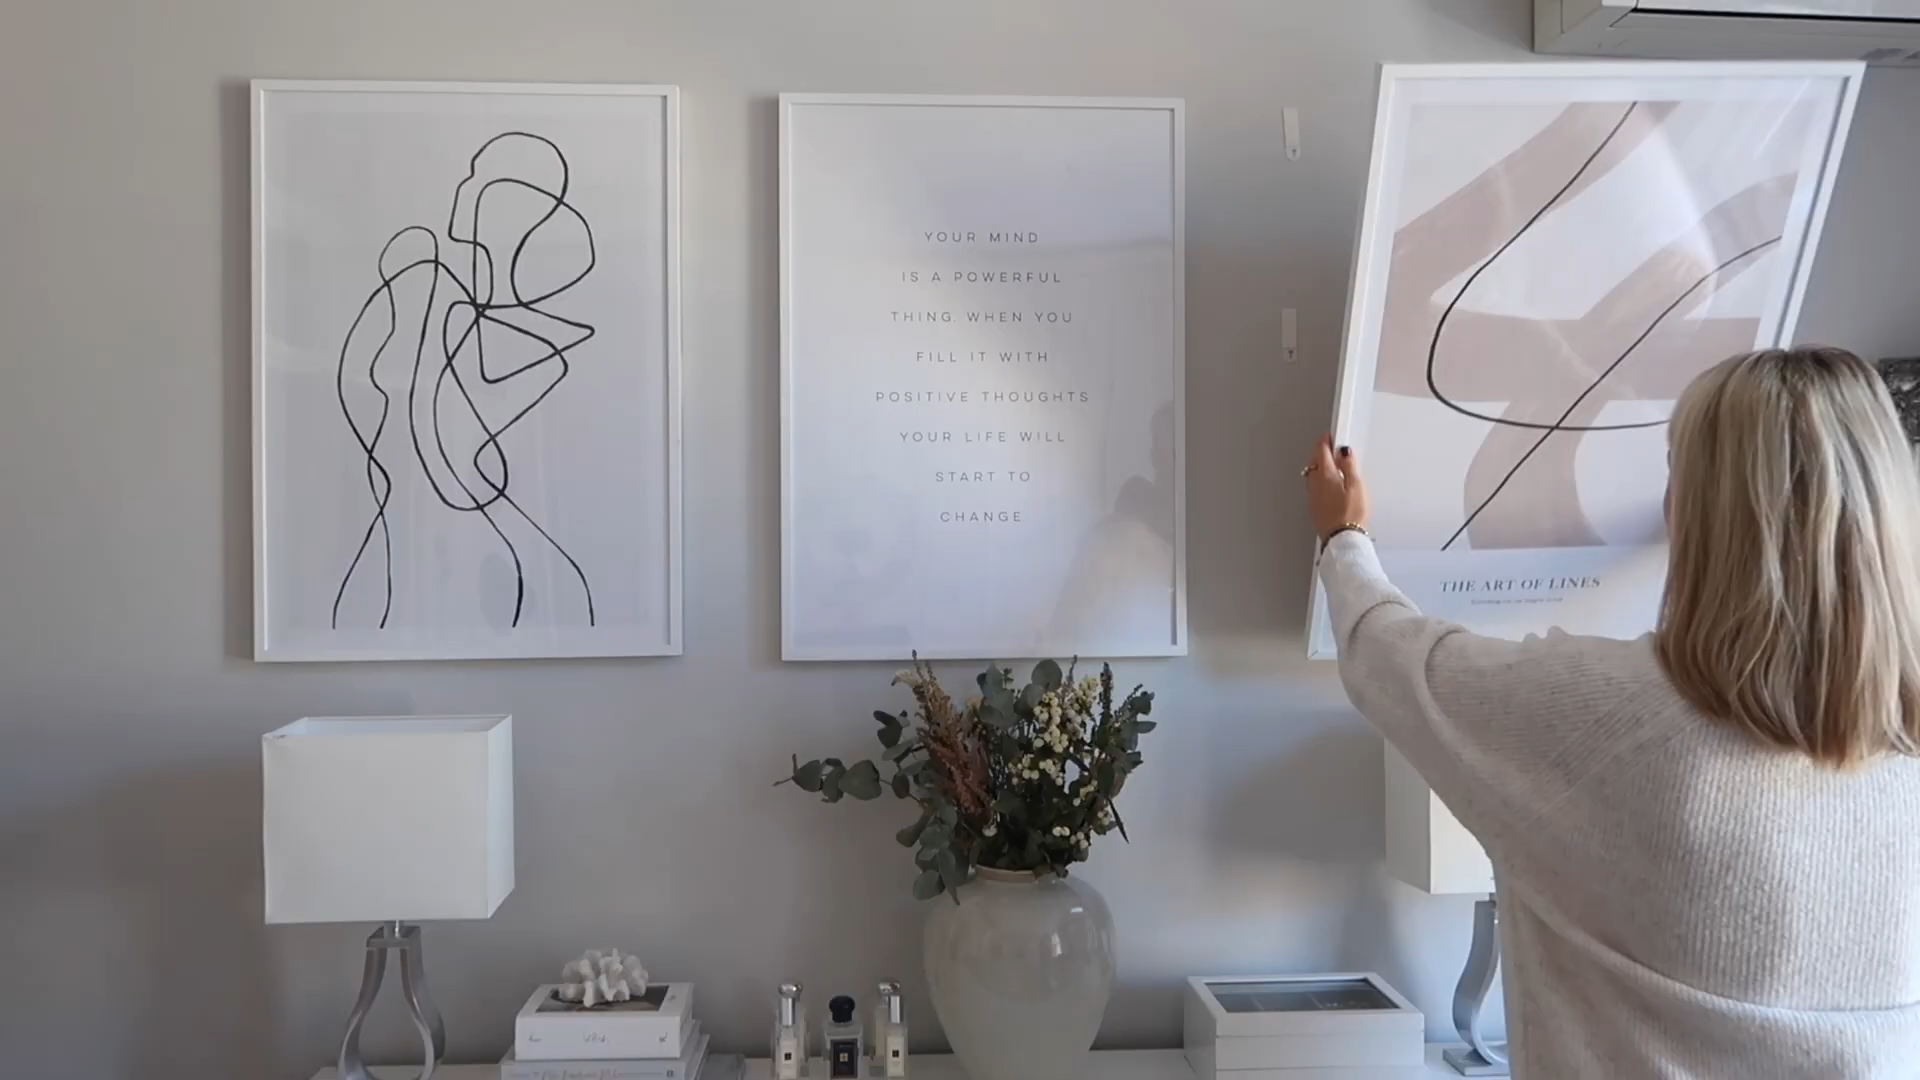 YOUR MIND
IS A POWERFUL
THING. WHEN YOU
FILL IT WITH
POSITIVE THOUGHTS
YOUR LIFE WILL
START TO
CHANGE
THE ART OF LINES